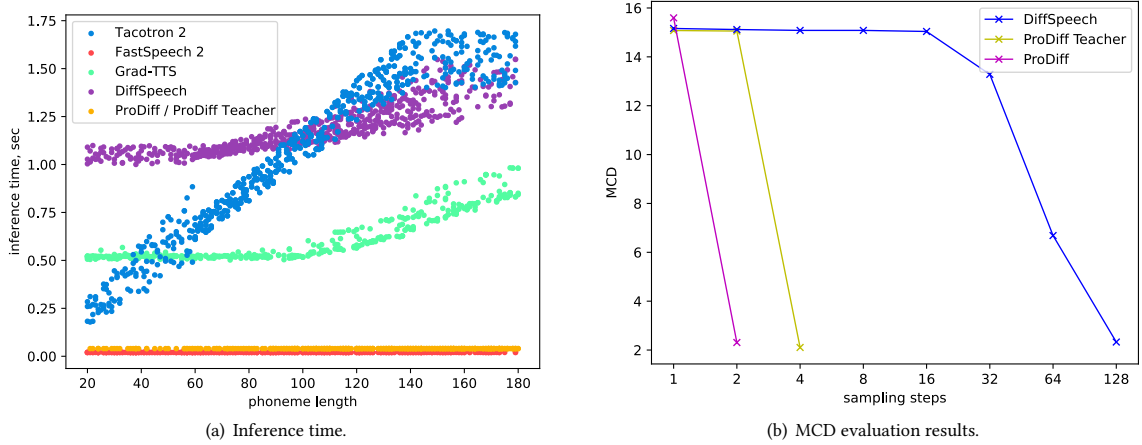 1.75
1.50
1.25
1.00
0.75
0.50
0.25
0.00
inference time, sec
Tacotron 2
FastSpeech 2
Grad-TTS
DiffSpeech
ProDiff / ProDiff Teacher
20 40 60 80 100 120 140 160 180
phoneme length
(a) Inference time.
16
14
12
10
8
6
4
2
MCD
DiffSpeech
ProDiff Teacher
ProDiff
1 2 4 8 16 32 64 128
sampling steps
(b) MCD evaluation results.